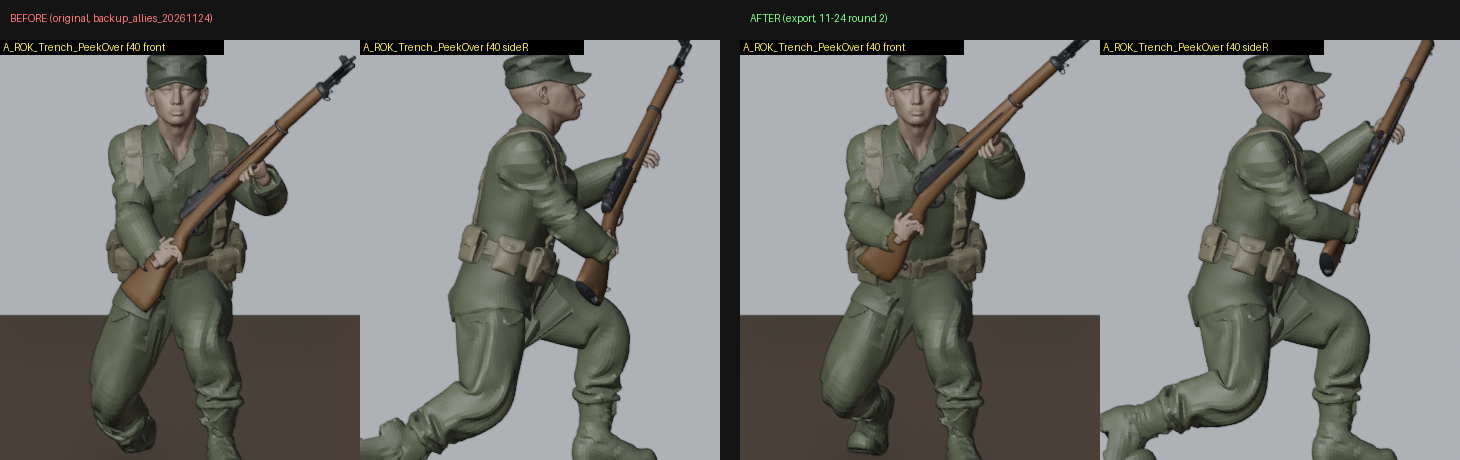 BEFORE (original, backup_allies_20261124)
AFTER (export, 11-24 round 2)
A_ROK_Trench_PeekOver f40 front
A_ROK_Trench_PeekOver f40 sideR
A_ROK_Trench_PeekOver f40 front
A_ROK_Trench_PeekOver f40 sideR